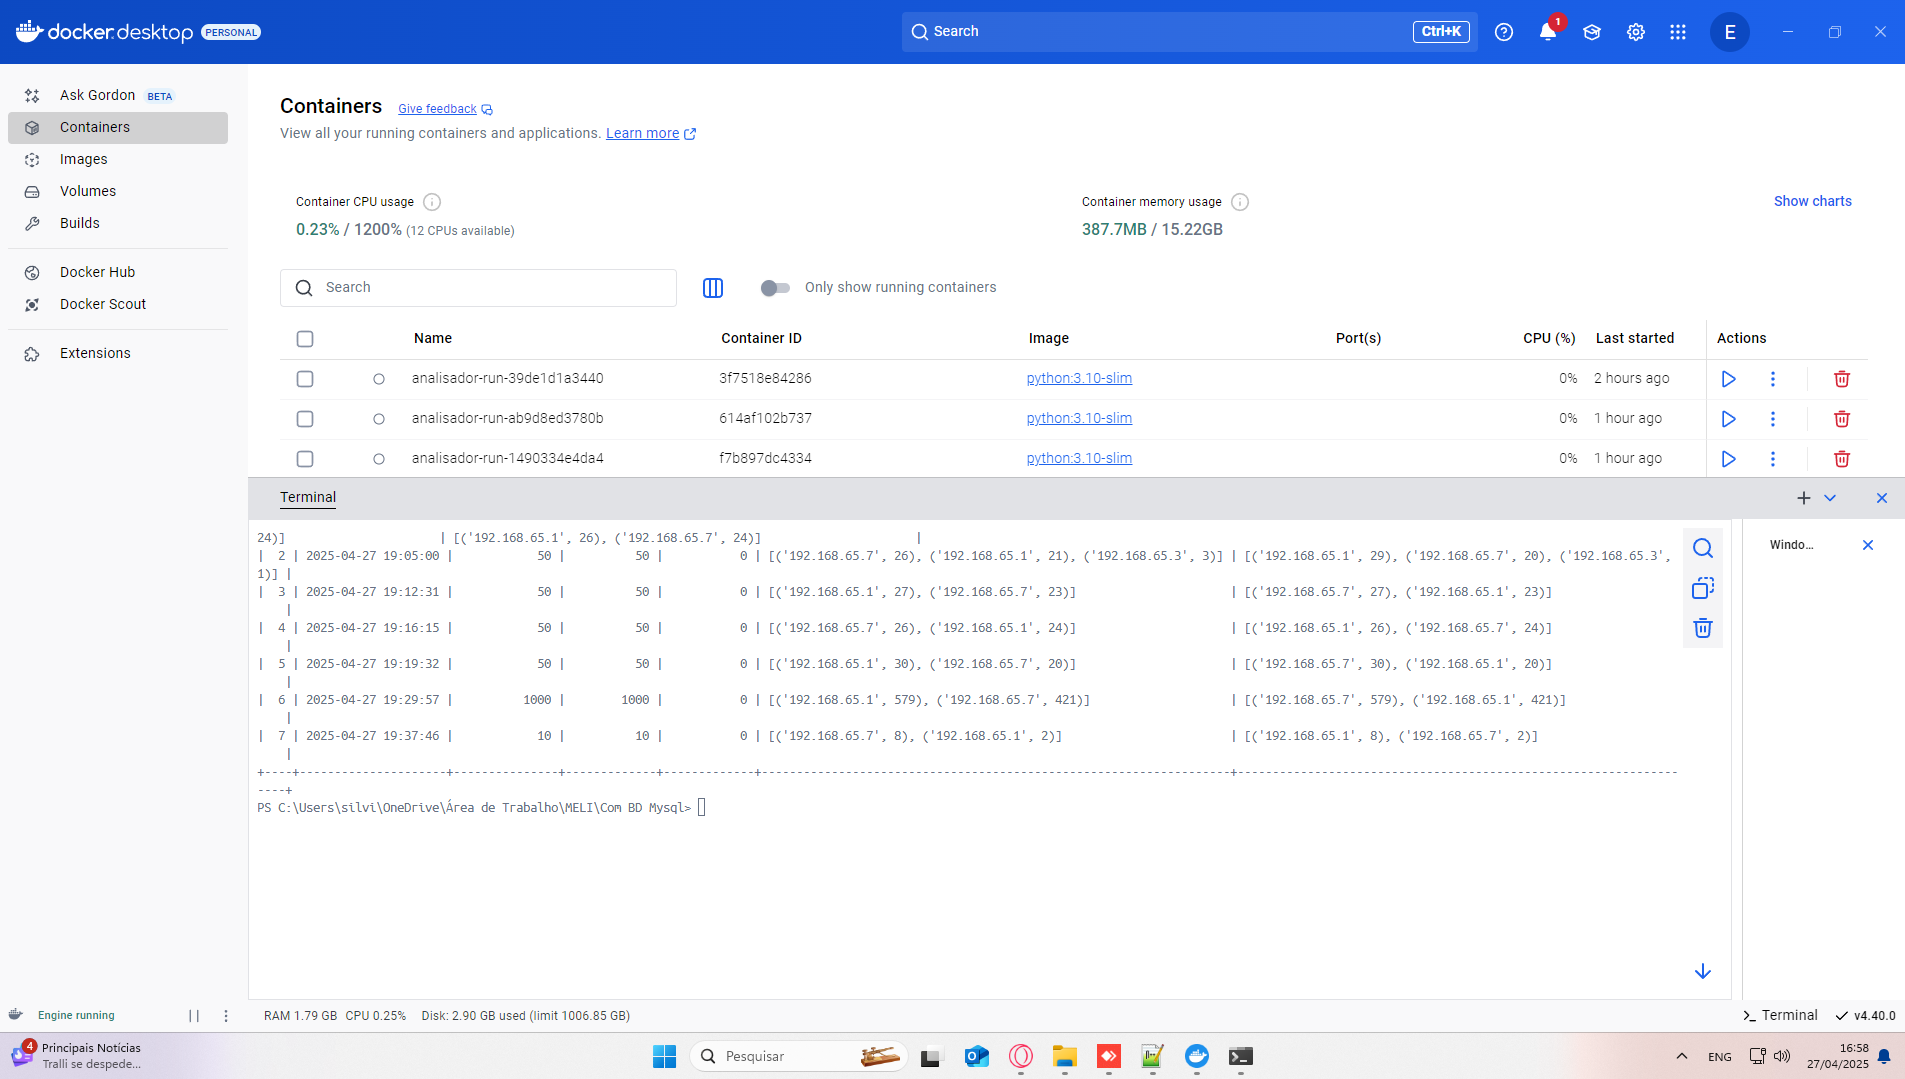 docker.desktop PERSONAL
Search Ctrl+K
1
E
Ask Gordon BETA
Containers
Images
Volumes
Builds
Docker Hub
Docker Scout
Extensions
Containers Give feedback
View all your running containers and applications. Learn more
Container CPU usage
0.23% / 1200% (12 CPUs available)
Container memory usage
387.7MB / 15.22GB
Show charts
Search
Only show running containers
Name Container ID Image Port(s) CPU (%) Last started Actions
analisador-run-39de1d1a3440 3f7518e84286 python:3.10-slim 0% 2 hours ago
analisador-run-ab9d8ed3780b 614af102b737 python:3.10-slim 0% 1 hour ago
analisador-run-1490334e4da4 f7b897dc4334 python:3.10-slim 0% 1 hour ago
Terminal
24)] | [('192.168.65.1', 26), ('192.168.65.7', 24)] |
| 2 | 2025-04-27 19:05:00 | 50 | 50 | 0 | [('192.168.65.7', 26), ('192.168.65.1', 21), ('192.168.65.3', 3)] | [('192.168.65.1', 29), ('192.168.65.7', 20), ('192.168.65.3',
1)] |
| 3 | 2025-04-27 19:12:31 | 50 | 50 | 0 | [('192.168.65.1', 27), ('192.168.65.7', 23)] | [('192.168.65.7', 27), ('192.168.65.1', 23)]
|
| 4 | 2025-04-27 19:16:15 | 50 | 50 | 0 | [('192.168.65.7', 26), ('192.168.65.1', 24)] | [('192.168.65.1', 26), ('192.168.65.7', 24)]
|
| 5 | 2025-04-27 19:19:32 | 50 | 50 | 0 | [('192.168.65.1', 30), ('192.168.65.7', 20)] | [('192.168.65.7', 30), ('192.168.65.1', 20)]
|
| 6 | 2025-04-27 19:29:57 | 1000 | 1000 | 0 | [('192.168.65.1', 579), ('192.168.65.7', 421)] | [('192.168.65.7', 579), ('192.168.65.1', 421)]
|
| 7 | 2025-04-27 19:37:46 | 10 | 10 | 0 | [('192.168.65.7', 8), ('192.168.65.1', 2)] | [('192.168.65.1', 8), ('192.168.65.7', 2)]
|
+----+---------------------+---------------+-------------+-------------+-------------------------------------------------------------------+---------------------------------------------------------------
----+
PS C:\Users\silvi\OneDrive\Área de Trabalho\MELI\Com BD Mysql>
Windo...
Engine running
RAM 1.79 GB CPU 0.25% Disk: 2.90 GB used (limit 1006.85 GB)
Terminal v4.40.0
4
Principais Notícias
Tralli se despede...
Pesquisar
ENG
16:58
27/04/2025